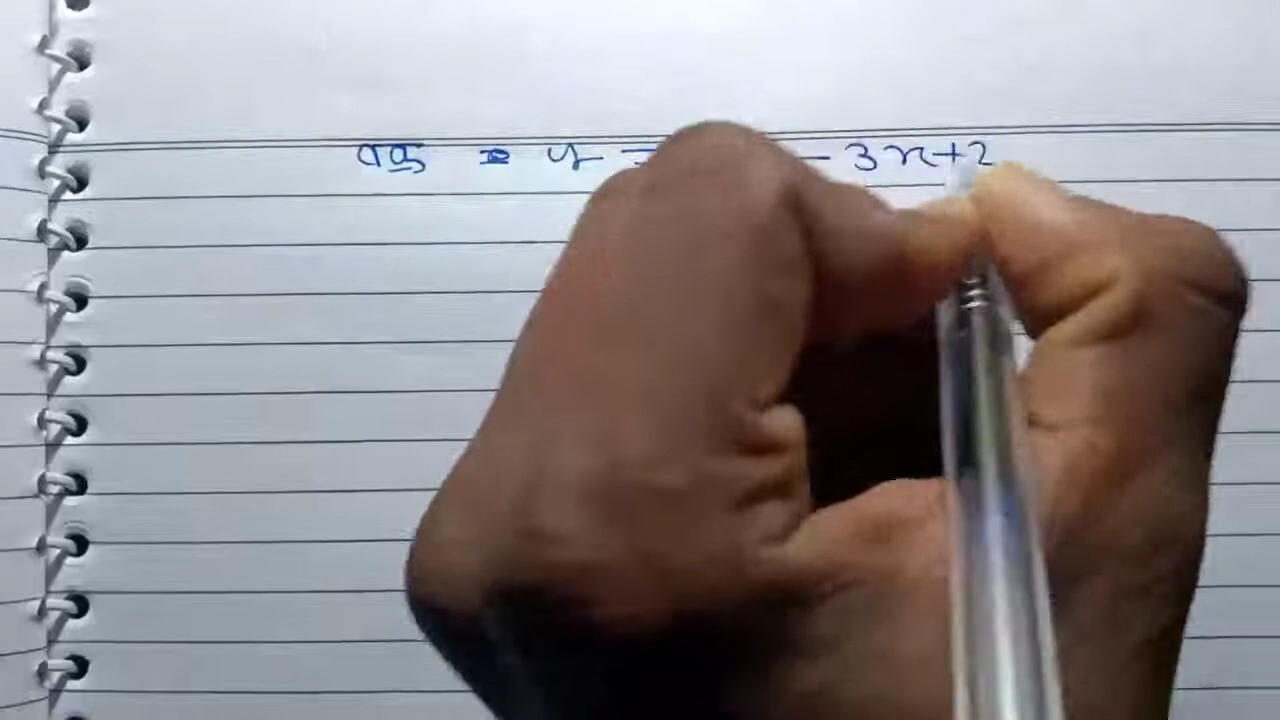 वक्र = y = – 3x+2